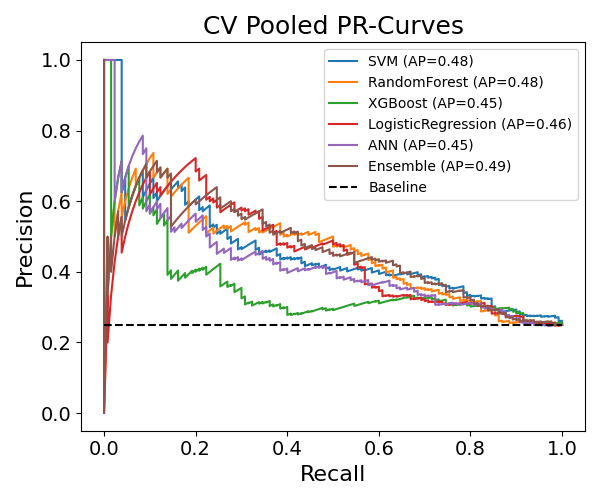 CV Pooled PR-Curves
Precision
1.0
0.8
0.6
0.4
0.2
0.0
SVM (AP=0.48)
RandomForest (AP=0.48)
XGBoost (AP=0.45)
LogisticRegression (AP=0.46)
ANN (AP=0.45)
Ensemble (AP=0.49)
Baseline
0.0 0.2 0.4 0.6 0.8 1.0
Recall